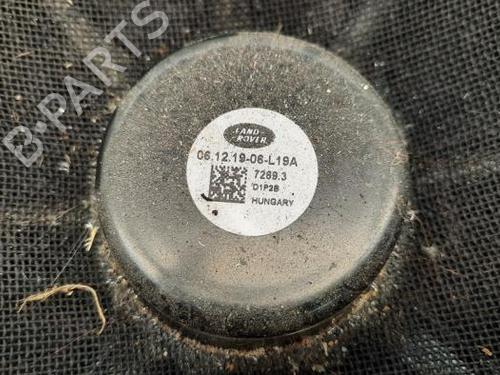 B-PARTS
LAND-
-ROVER
06.12.19-06-L19A
7269.3
D1P2B
HUNGARY